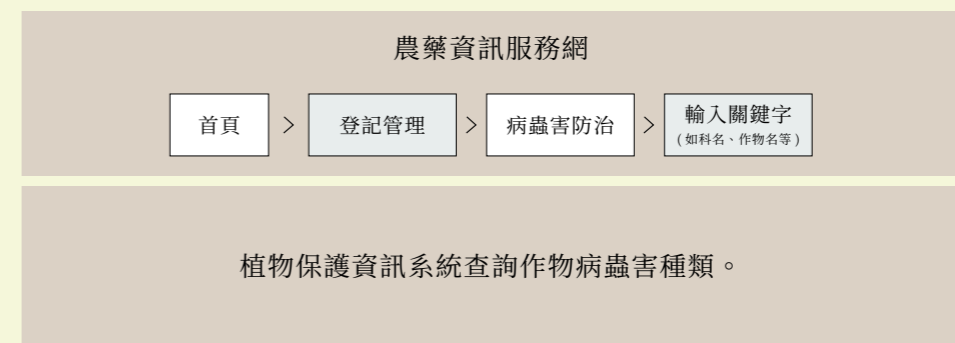 農藥資訊服務網
首頁 > 登記管理 > 病蟲害防治 > 輸入關鍵字
(如科名、作物名等)
植物保護資訊系統查詢作物病蟲害種類。